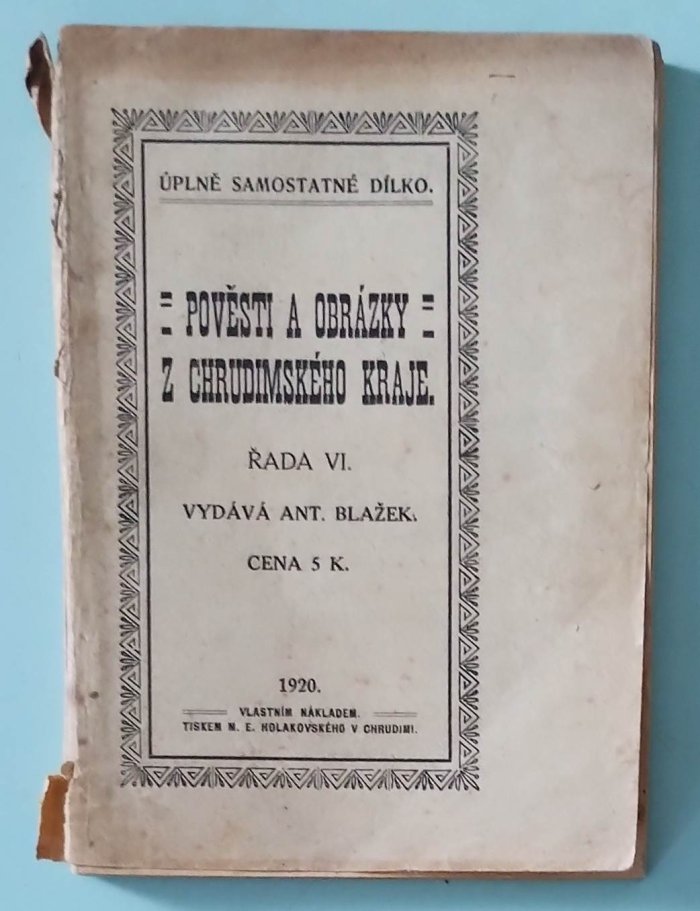 ÚPLNĚ SAMOSTATNÉ DÍLKO.
POVĚSTI A OBRÁZKY
Z CHRUDIMSKÉHO KRAJE.
ŘADA VI.
VYDÁVÁ ANT. BLAŽEK.
CENA 5 K.
1920.
VLASTNÍM NÁKLADEM.
TISKEM M. E. HOLAKOVSKÉHO V CHRUDIMI.